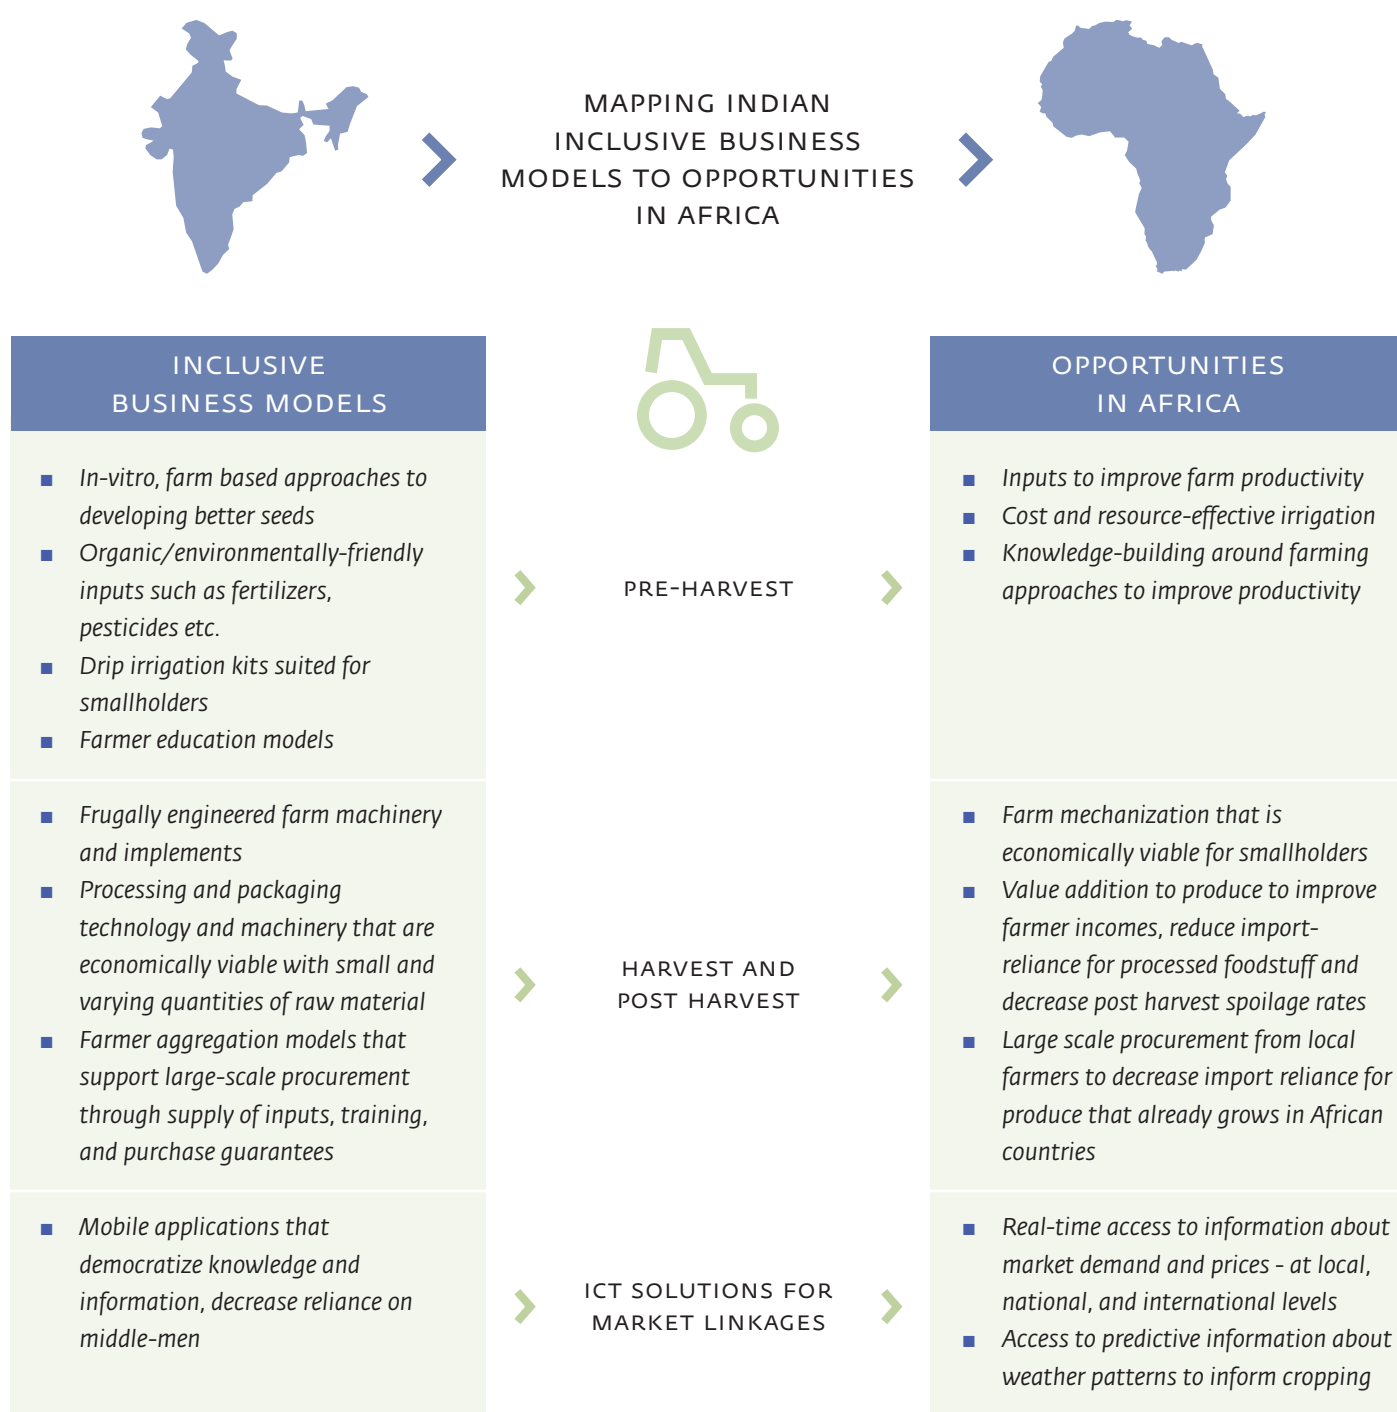 MAPPING INDIAN
INCLUSIVE BUSINESS
MODELS TO OPPORTUNITIES
IN AFRICA
INCLUSIVE
BUSINESS MODELS
OPPORTUNITIES
IN AFRICA
In-vitro, farm based approaches to
developing better seeds
Organic/environmentally-friendly
inputs such as fertilizers,
pesticides etc.
Drip irrigation kits suited for
smallholders
Farmer education models
PRE-HARVEST
Inputs to improve farm productivity
Cost and resource-effective irrigation
Knowledge-building around farming
approaches to improve productivity
Frugally engineered farm machinery
and implements
Processing and packaging
technology and machinery that are
economically viable with small and
varying quantities of raw material
Farmer aggregation models that
support large-scale procurement
through supply of inputs, training,
and purchase guarantees
HARVEST AND
POST HARVEST
Farm mechanization that is
economically viable for smallholders
Value addition to produce to improve
farmer incomes, reduce import-
reliance for processed foodstuff and
decrease post harvest spoilage rates
Large scale procurement from local
farmers to decrease import reliance for
produce that already grows in African
countries
Mobile applications that
democratize knowledge and
information, decrease reliance on
middle-men
ICT SOLUTIONS FOR
MARKET LINKAGES
Real-time access to information about
market demand and prices - at local,
national, and international levels
Access to predictive information about
weather patterns to inform cropping